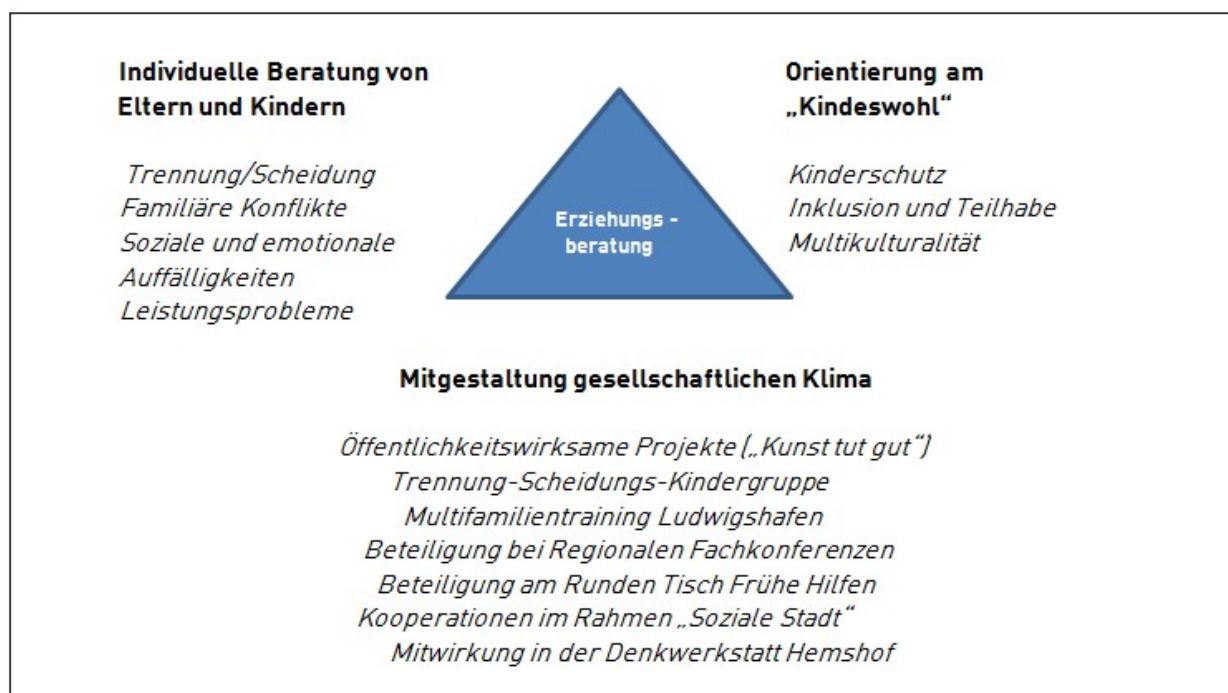 Individuelle Beratung von
Eltern und Kindern
Trennung/Scheidung
Familiäre Konflikte
Soziale und emotionale
Auffälligkeiten
Leistungsprobleme
Erziehungs -
beratung
Orientierung am
„Kindeswohl“
Kinderschutz
Inklusion und Teilhabe
Multikulturalität
Mitgestaltung gesellschaftlichen Klima
Öffentlichkeitswirksame Projekte („Kunst tut gut“)
Trennung-Scheidungs-Kindergruppe
Multifamilientraining Ludwigshafen
Beteiligung bei Regionalen Fachkonferenzen
Beteiligung am Runden Tisch Frühe Hilfen
Kooperationen im Rahmen „Soziale Stadt“
Mitwirkung in der Denkwerkstatt Hemshof